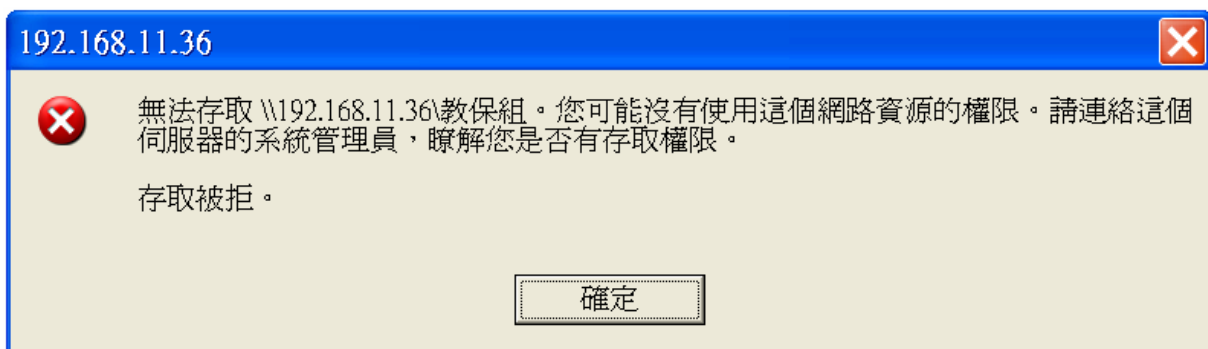 192.168.11.36
無法存取 \\192.168.11.36\教保組。您可能沒有使用這個網路資源的權限。請連絡這個
伺服器的系統管理員，瞭解您是否有存取權限。
存取被拒。
確定